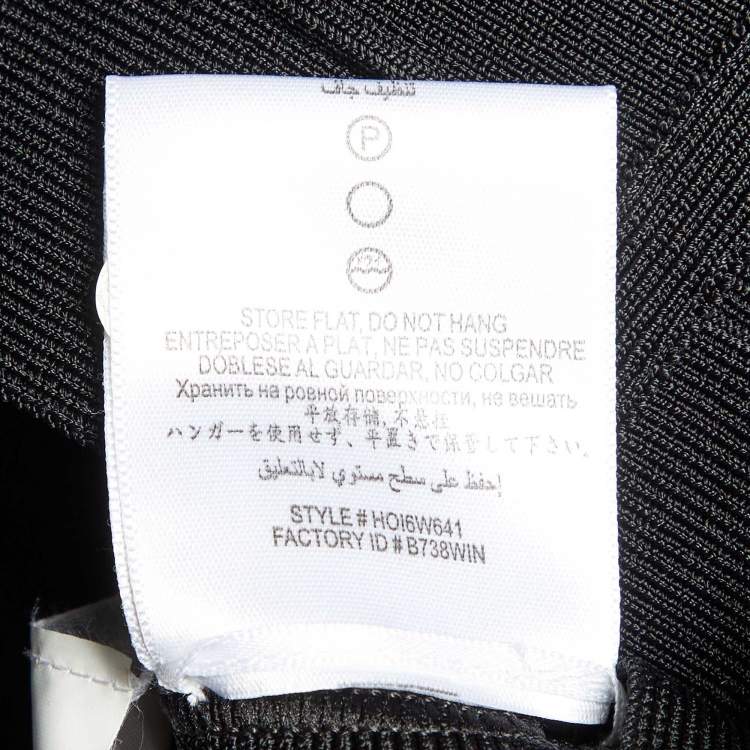 تنظيف جاف
P
STORE FLAT, DO NOT HANG
ENTREPOSER A PLAT, NE PAS SUSPENDRE
DÓBLESE AL GUARDAR, NO COLGAR
Хранить на ровной поверхности, не вешать
平放存储, 不悬挂
ハンガーを使用せず、平置きで保管して下さい。
إحفظ على سطح مستوي لابالتعليق
STYLE # HOI6W641
FACTORY ID # B738WIN